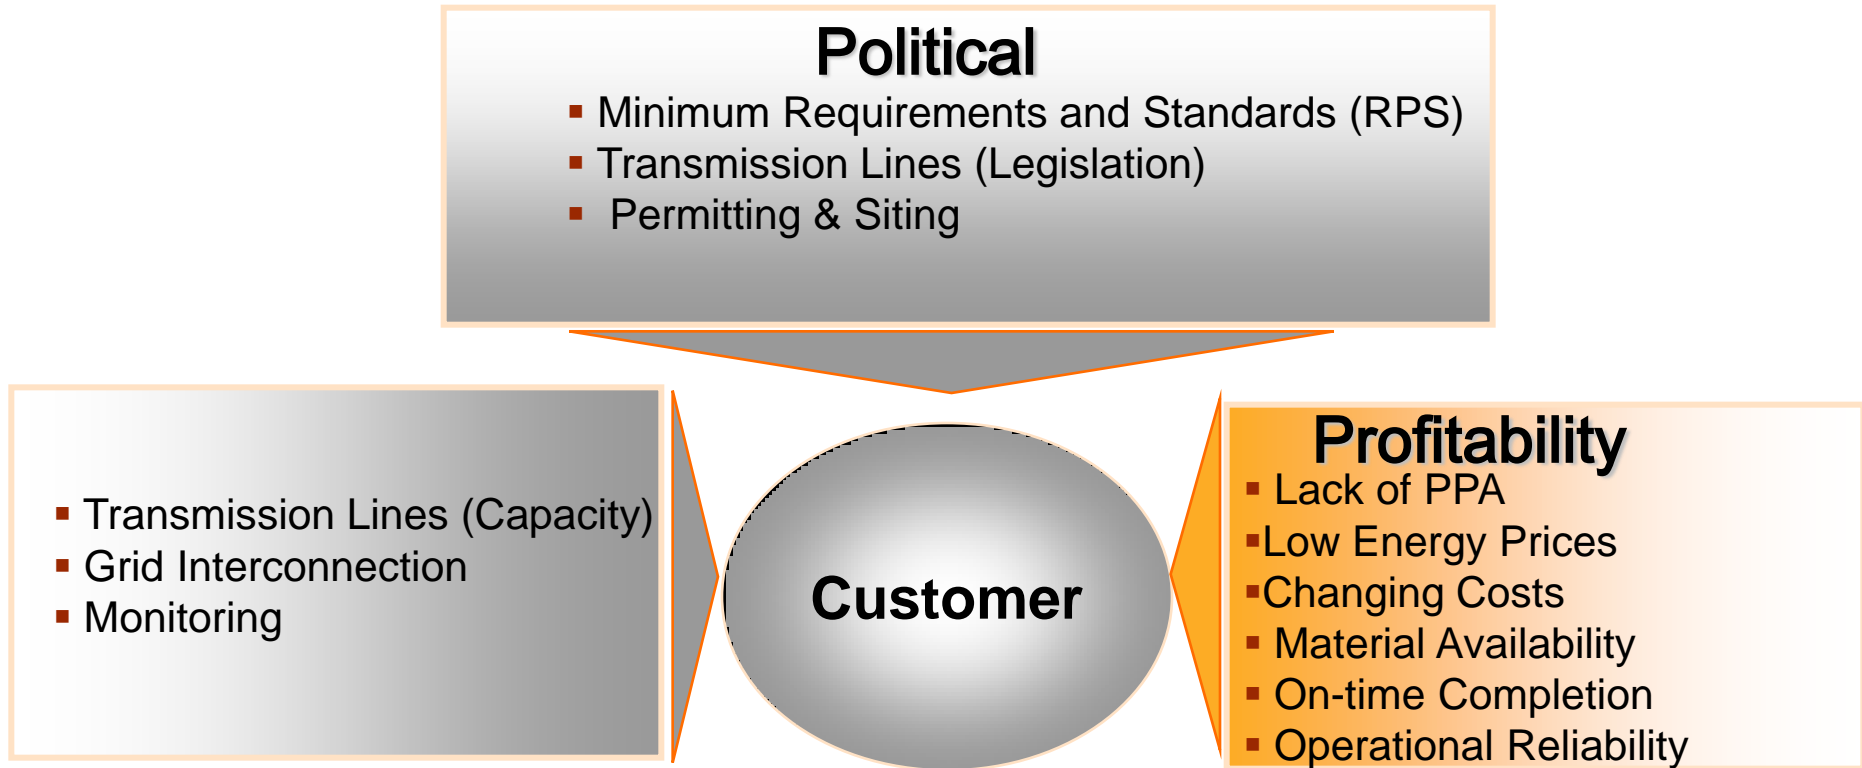 Political
▪ Minimum Requirements and Standards (RPS)
▪ Transmission Lines (Legislation)
▪ Permitting & Siting
▪ Transmission Lines (Capacity)
▪ Grid Interconnection
▪ Monitoring
Customer
Profitability
▪ Lack of PPA
▪Low Energy Prices
▪Changing Costs
▪ Material Availability
▪ On-time Completion
▪ Operational Reliability